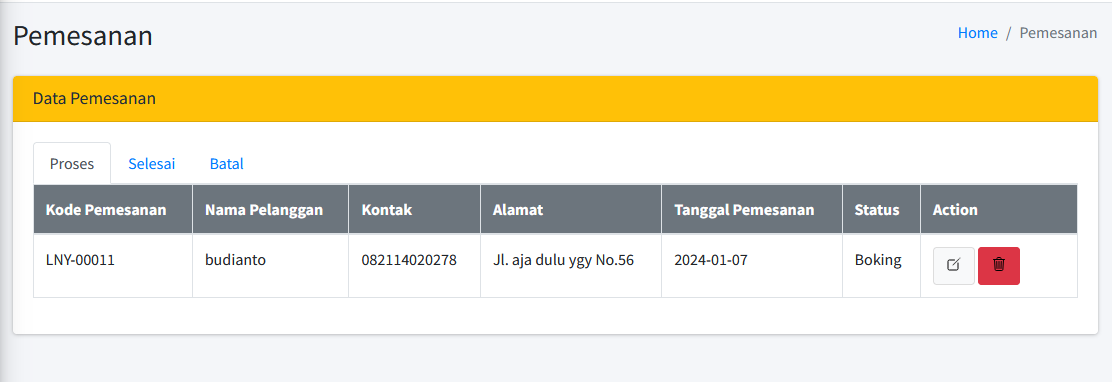 Pemesanan
Home / Pemesanan
Data Pemesanan
Proses Selesai Batal
Kode Pemesanan Nama Pelanggan Kontak Alamat Tanggal Pemesanan Status Action
LNY-00011 budianto 082114020278 Jl. aja dulu ygy No.56 2024-01-07 Boking